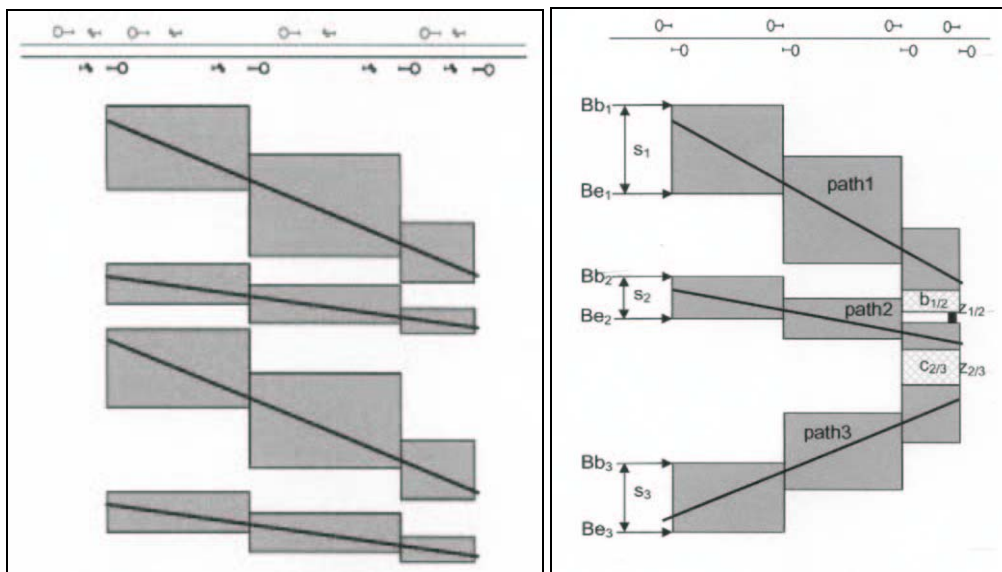 Bb₁
s₁
path1
Be₁
Bb₂
s₂
b₁/₂
path2
z₁/₂
Be₂
c₂/₃
z₂/₃
path3
Bb₃
s₃
Be₃